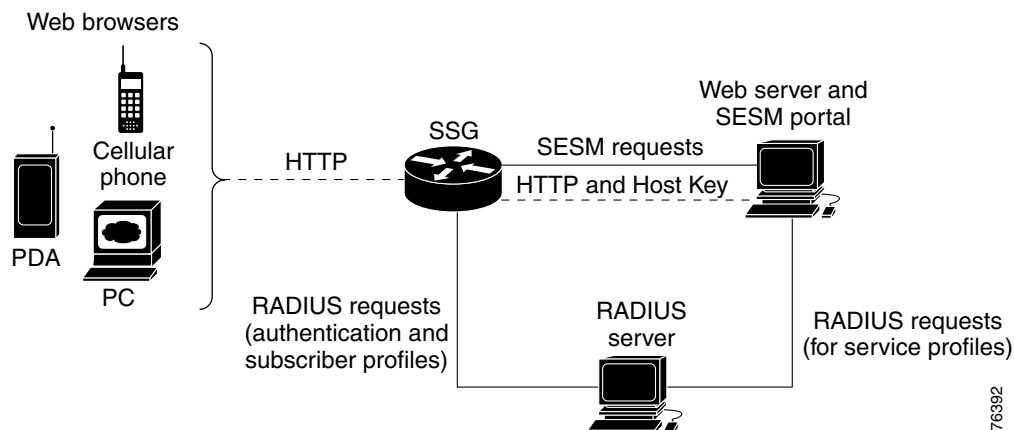 Web browsers
Cellular
phone
PDA
PC
HTTP
SSG
SESM requests
HTTP and Host Key
Web server and
SESM portal
RADIUS requests
(authentication and
subscriber profiles)
RADIUS
server
RADIUS requests
(for service profiles)
76392